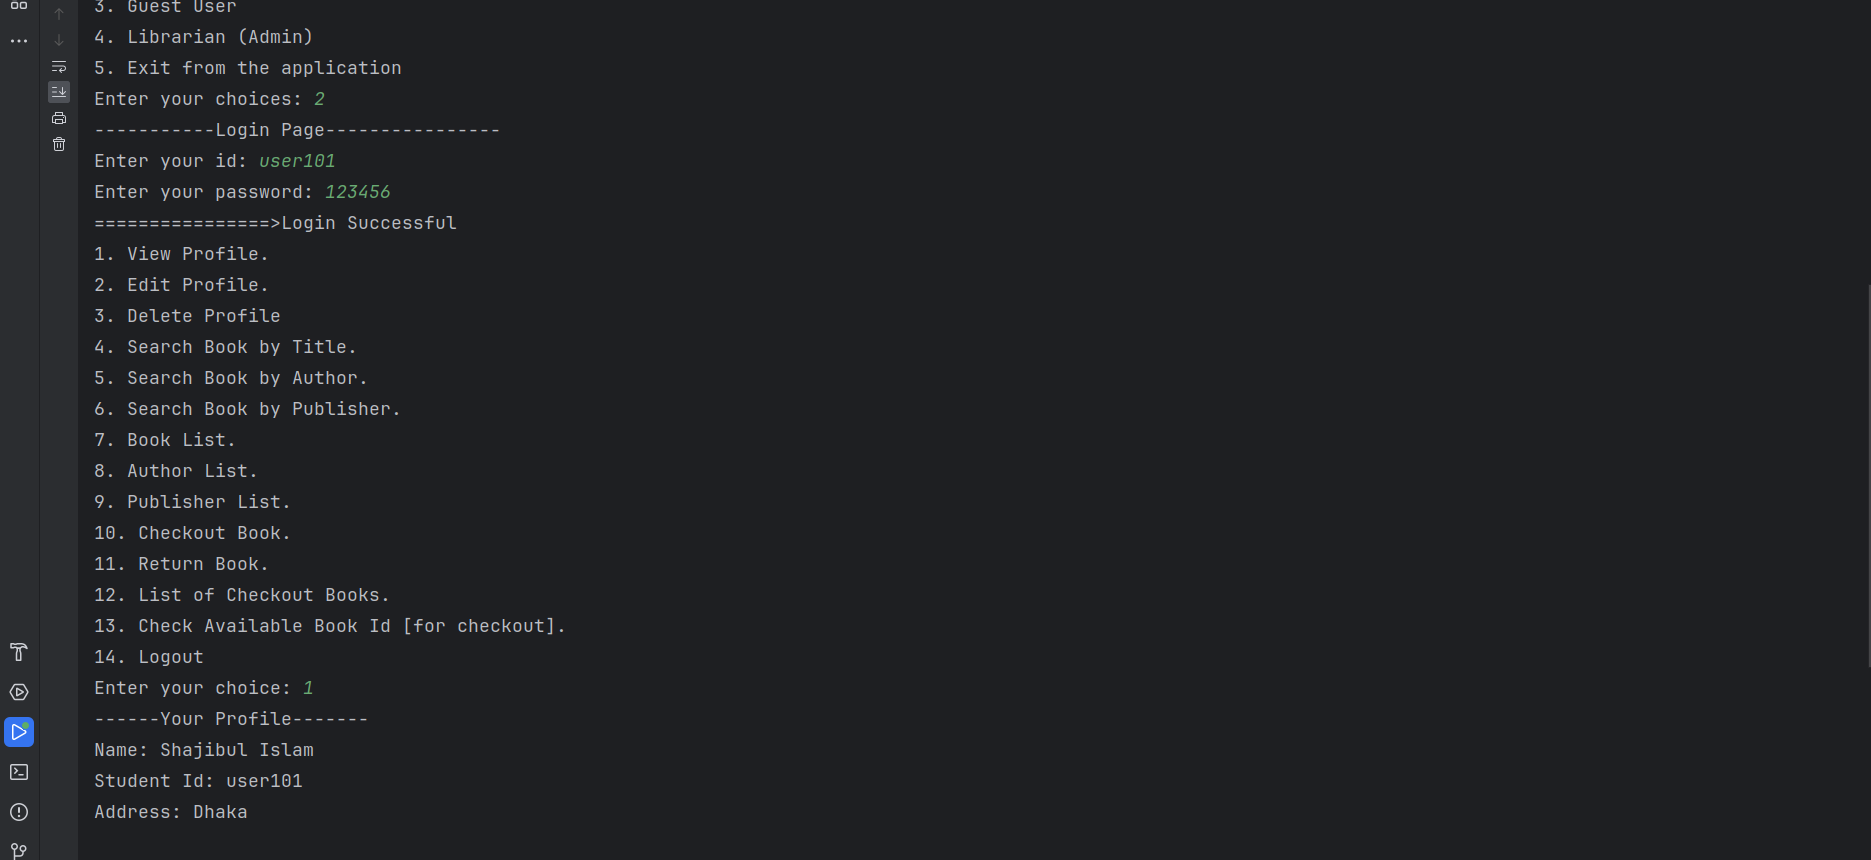 3. Guest User
4. Librarian (Admin)
5. Exit from the application
Enter your choices: 2
-----------Login Page----------------
Enter your id: user101
Enter your password: 123456
================>Login Successful
1. View Profile.
2. Edit Profile.
3. Delete Profile
4. Search Book by Title.
5. Search Book by Author.
6. Search Book by Publisher.
7. Book List.
8. Author List.
9. Publisher List.
10. Checkout Book.
11. Return Book.
12. List of Checkout Books.
13. Check Available Book Id [for checkout].
14. Logout
Enter your choice: 1
------Your Profile-------
Name: Shajibul Islam
Student Id: user101
Address: Dhaka